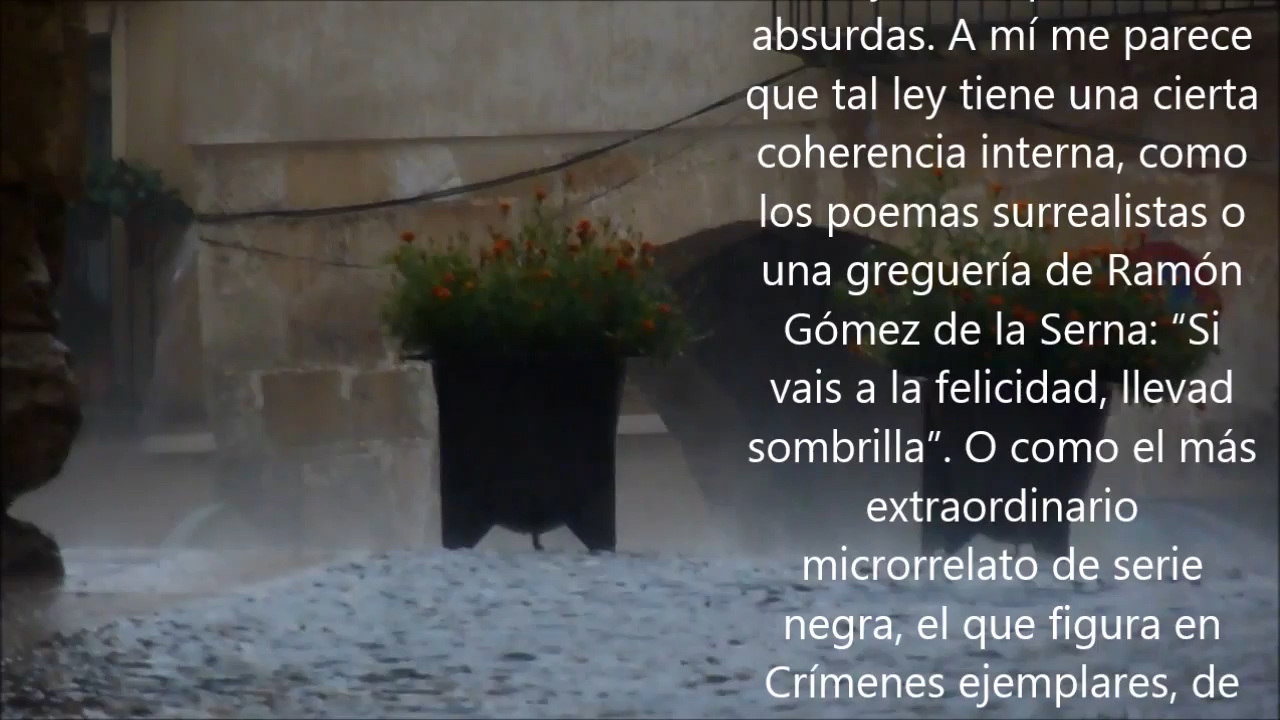 absurdas. A mí me parece
que tal ley tiene una cierta
coherencia interna, como
los poemas surrealistas o
una greguería de Ramón
Gómez de la Serna: “Si
vais a la felicidad, llevad
sombrilla”. O como el más
extraordinario
microrrelato de serie
negra, el que figura en
Crímenes ejemplares, de